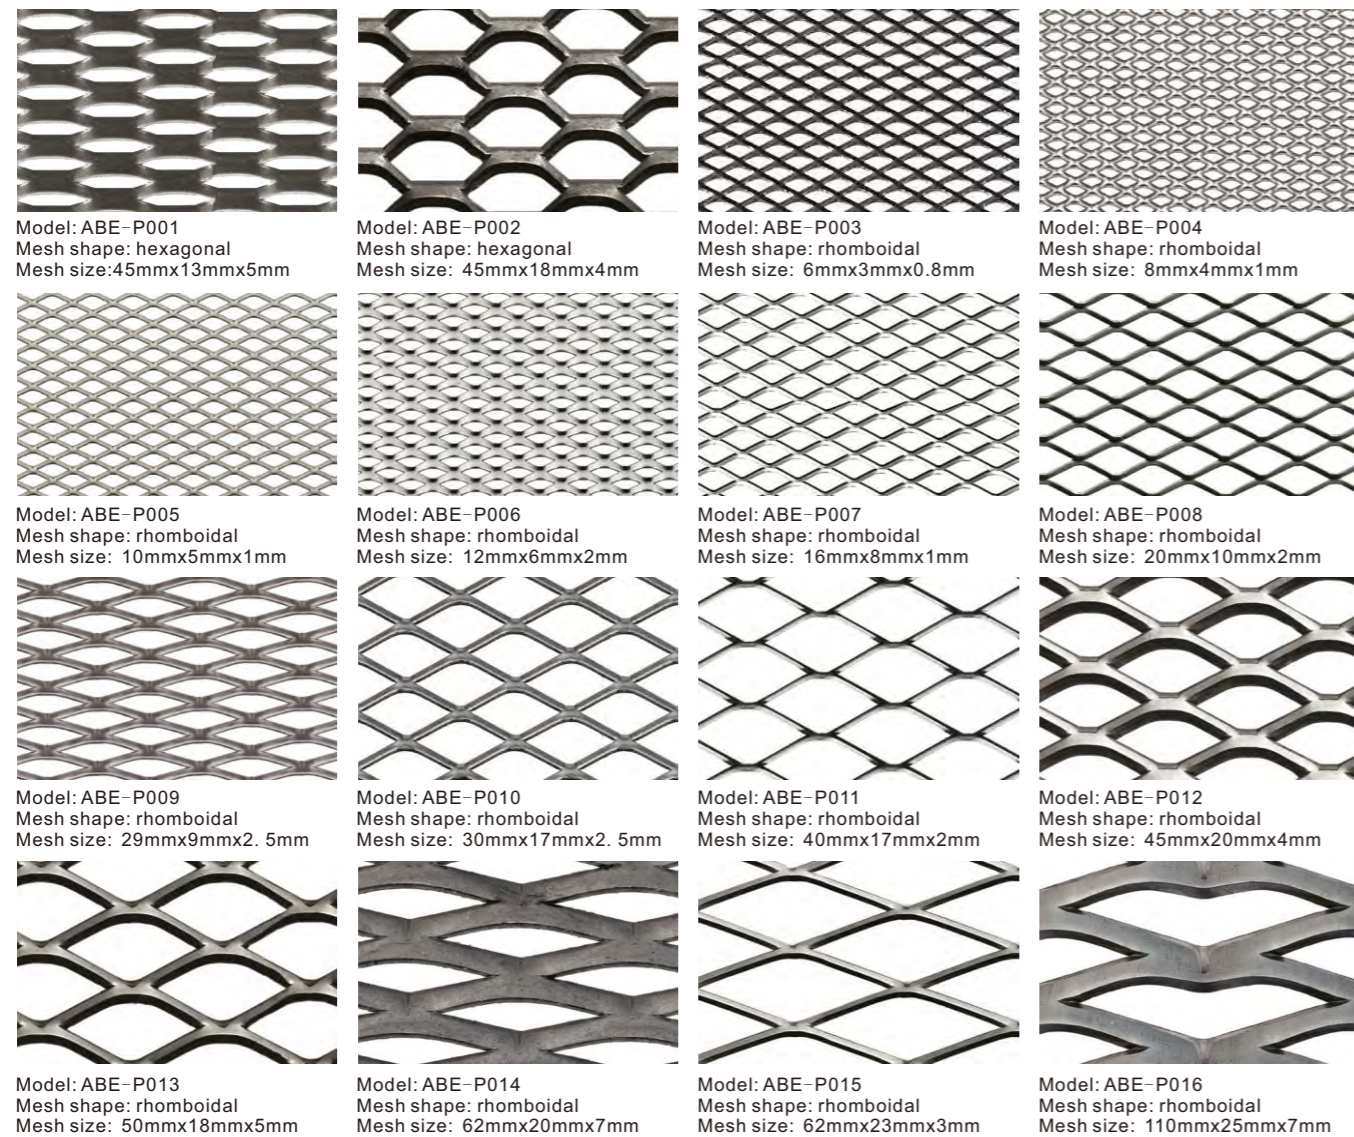 Model: ABE-P001
Mesh shape: hexagonal
Mesh size:45mmx13mmx5mm
Model: ABE-P002
Mesh shape: hexagonal
Mesh size: 45mmx18mmx4mm
Model: ABE-P003
Mesh shape: rhomboidal
Mesh size: 6mmx3mmx0.8mm
Model: ABE-P004
Mesh shape: rhomboidal
Mesh size: 8mmx4mmx1mm
Model: ABE-P005
Mesh shape: rhomboidal
Mesh size: 10mmx5mmx1mm
Model: ABE-P006
Mesh shape: rhomboidal
Mesh size: 12mmx6mmx2mm
Model: ABE-P007
Mesh shape: rhomboidal
Mesh size: 16mmx8mmx1mm
Model: ABE-P008
Mesh shape: rhomboidal
Mesh size: 20mmx10mmx2mm
Model: ABE-P009
Mesh shape: rhomboidal
Mesh size: 29mmx9mmx2. 5mm
Model: ABE-P010
Mesh shape: rhomboidal
Mesh size: 30mmx17mmx2. 5mm
Model: ABE-P011
Mesh shape: rhomboidal
Mesh size: 40mmx17mmx2mm
Model: ABE-P012
Mesh shape: rhomboidal
Mesh size: 45mmx20mmx4mm
Model: ABE-P013
Mesh shape: rhomboidal
Mesh size: 50mmx18mmx5mm
Model: ABE-P014
Mesh shape: rhomboidal
Mesh size: 62mmx20mmx7mm
Model: ABE-P015
Mesh shape: rhomboidal
Mesh size: 62mmx23mmx3mm
Model: ABE-P016
Mesh shape: rhomboidal
Mesh size: 110mmx25mmx7mm